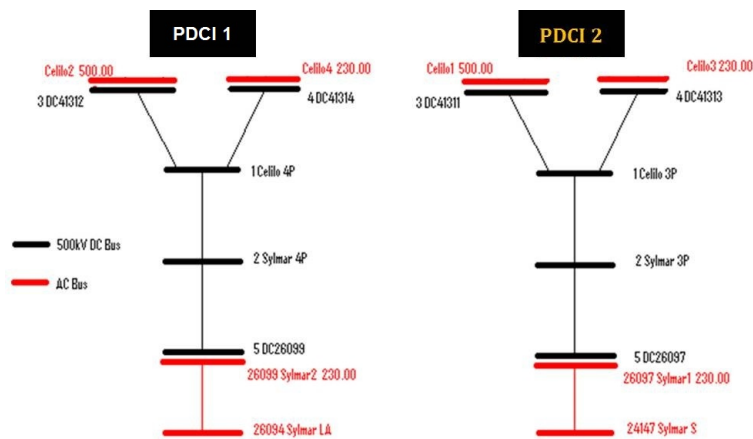 PDCI 1
Celilo2 500.00
Celilo4 230.00
3 DC41312
4 DC41314
1 Celilo 4P
2 Sylmar 4P
500kV DC Bus
AC Bus
5 DC26099
26099 Sylmar2 230.00
26094 Sylmar LA
PDCI 2
Celilo1 500.00
Celilo3 230.00
3 DC41311
4 DC41313
1 Celilo 3P
2 Sylmar 3P
5 DC26097
26097 Sylmar1 230.00
24147 Sylmar S